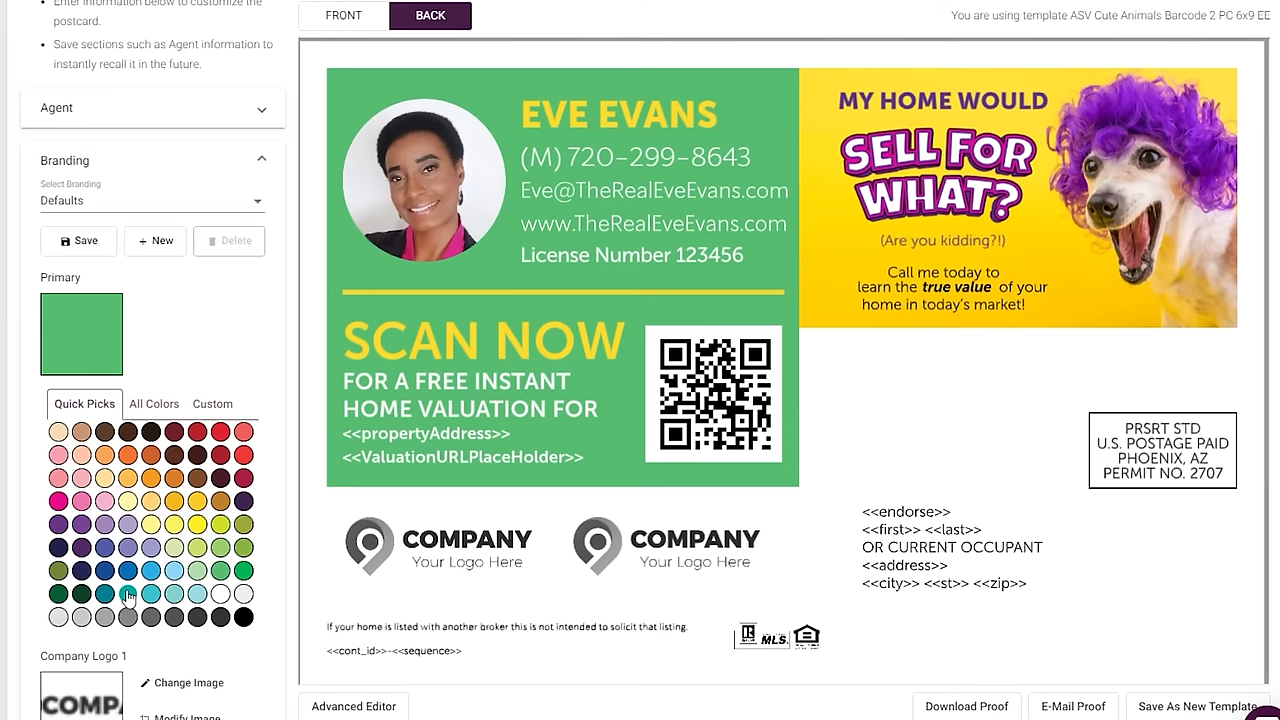 Enter information below to customize the
postcard.
Save sections such as Agent information to
instantly recall it in the future.
Agent
Branding
Select Branding
Defaults
Save
New
Delete
Primary
Quick Picks
All Colors
Custom
Company Logo 1
COMP
Change Image
Modify Image
FRONT
BACK
You are using template ASV Cute Animals Barcode 2 PC 6x9 EE
EVE EVANS
(M) 720-299-8643
Eve@TheRealEveEvans.com
www.TheRealEveEvans.com
License Number 123456
SCAN NOW
FOR A FREE INSTANT
HOME VALUATION FOR
<<propertyAddress>>
<<ValuationURLPlaceHolder>>
MY HOME WOULD
SELL FOR
WHAT?
(Are you kidding?!)
Call me today to
learn the true value of your
home in today's market!
PRSRT STD
U.S. POSTAGE PAID
PHOENIX, AZ
PERMIT NO. 2707
COMPANY
Your Logo Here
COMPANY
Your Logo Here
<<endorse>>
<<first>> <<last>>
OR CURRENT OCCUPANT
<<address>>
<<city>> <<st>> <<zip>>
If your home is listed with another broker this is not intended to solicit that listing.
<<cont_id>>-<<sequence>>
MLS.
Advanced Editor
Download Proof
E-Mail Proof
Save As New Template